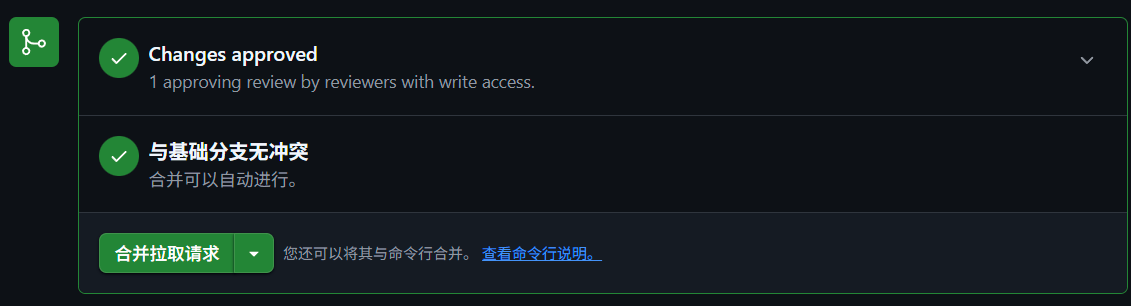 Changes approved
1 approving review by reviewers with write access.
与基础分支无冲突
合并可以自动进行。
合并拉取请求
您还可以将其与命令行合并。 查看命令行说明。